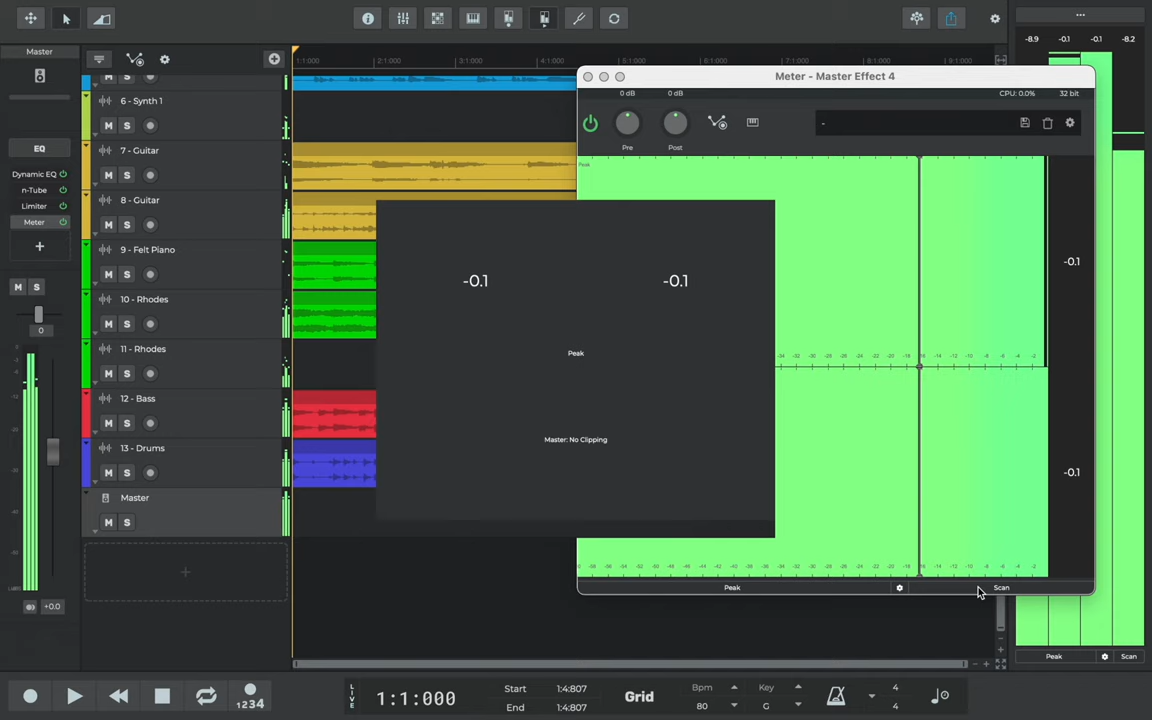 Meter - Master Effect 4
0 dB
0 dB
CPU: 0.0%
32 bit
-
Pre
Post
Peak
-0.1
-0.1
Peak
Scan
-0.1
-0.1
Peak
Master: No Clipping
-8.9
-0.1
-0.1
-8.2
Peak
Scan
Master
EQ
Dynamic EQ
n-Tube
Limiter
Meter
M S
0
+0.0
1:1:000
2:1:000
3:1:000
4:1:000
5:1:000
6:1:000
7:1:000
8:1:000
9:1:000
M S
6 - Synth 1
M S
7 - Guitar
M S
8 - Guitar
M S
9 - Felt Piano
M S
10 - Rhodes
M S
11 - Rhodes
M S
12 - Bass
M S
13 - Drums
M S
Master
M S
1234
LIVE
1:1:000
Start 1:4:807
End 1:4:807
Grid
Bpm
80
Key
G
4
4